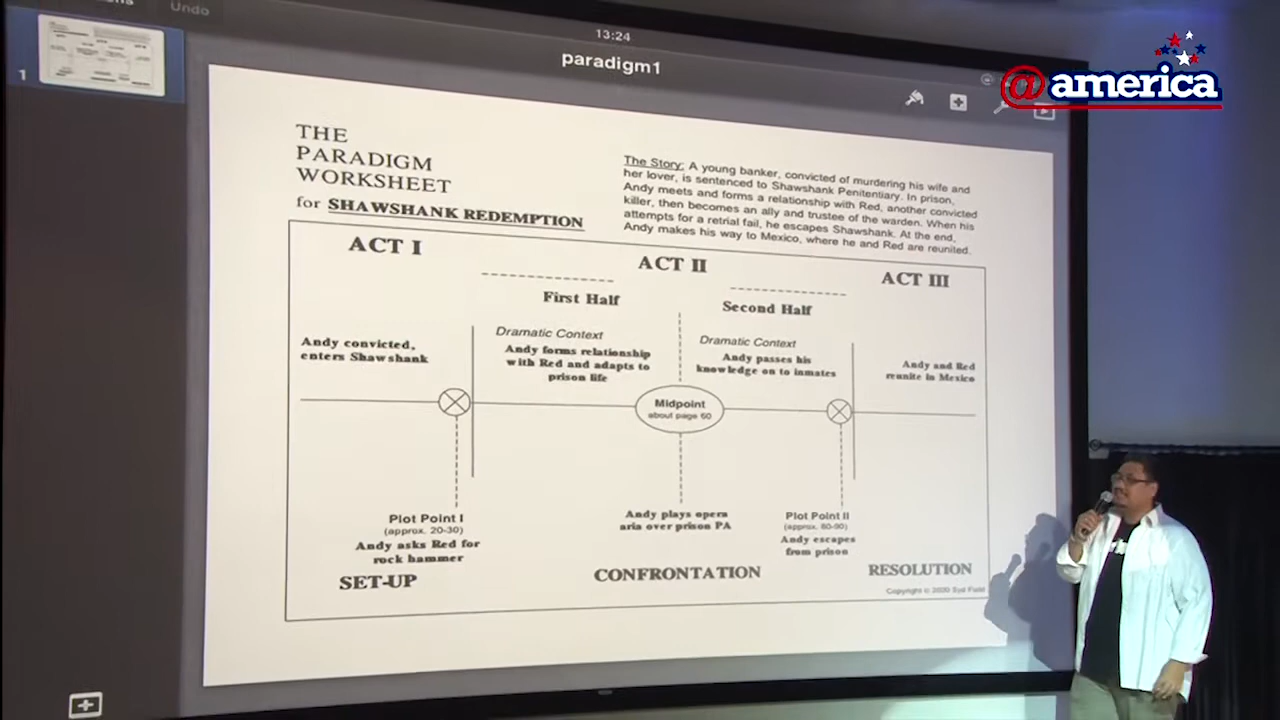 Undo
13:24
paradigm1
@america
1
THE
PARADIGM
WORKSHEET
for SHAWSHANK REDEMPTION
The Story: A young banker, convicted of murdering his wife and
her lover, is sentenced to Shawshank Penitentiary. In prison,
Andy meets and forms a relationship with Red, another convicted
killer, then becomes an ally and trustee of the warden. When his
attempts for a retrial fail, he escapes Shawshank. At the end,
Andy makes his way to Mexico, where he and Red are reunited.
ACT I
ACT II
ACT III
First Half
Second Half
Andy convicted,
enters Shawshank
Dramatic Context
Andy forms relationship
with Red and adapts to
prison life
Dramatic Context
Andy passes his
knowledge on to inmates
Andy and Red
reunite in Mexico
Midpoint
about page 60
Plot Point I
(approx. 20-30)
Andy asks Red for
rock hammer
Andy plays opera
aria over prison PA
Plot Point II
(approx. 80-90)
Andy escapes
from prison
SET-UP
CONFRONTATION
RESOLUTION
Syd Field